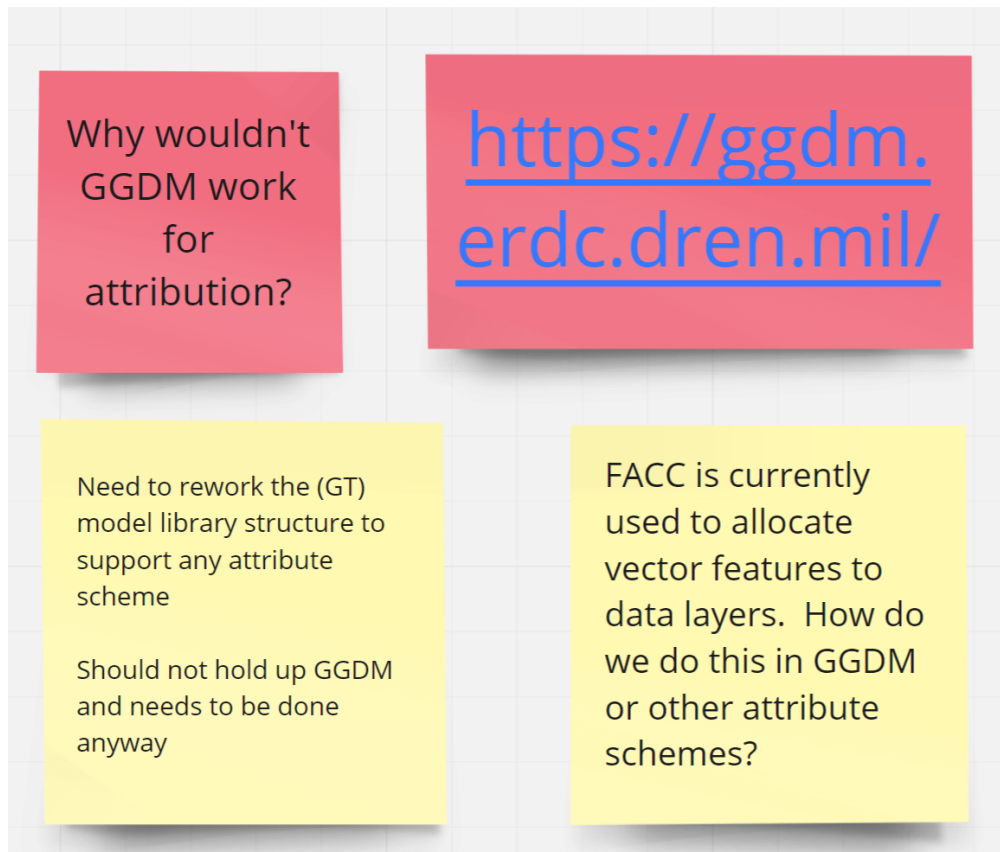 Why wouldn't
GGDM work
for
attribution?
https://ggdm.
erdc.dren.mil/
Need to rework the (GT)
model library structure to
support any attribute
scheme
Should not hold up GGDM
and needs to be done
anyway
FACC is currently
used to allocate
vector features to
data layers.  How do
we do this in GGDM
or other attribute
schemes?